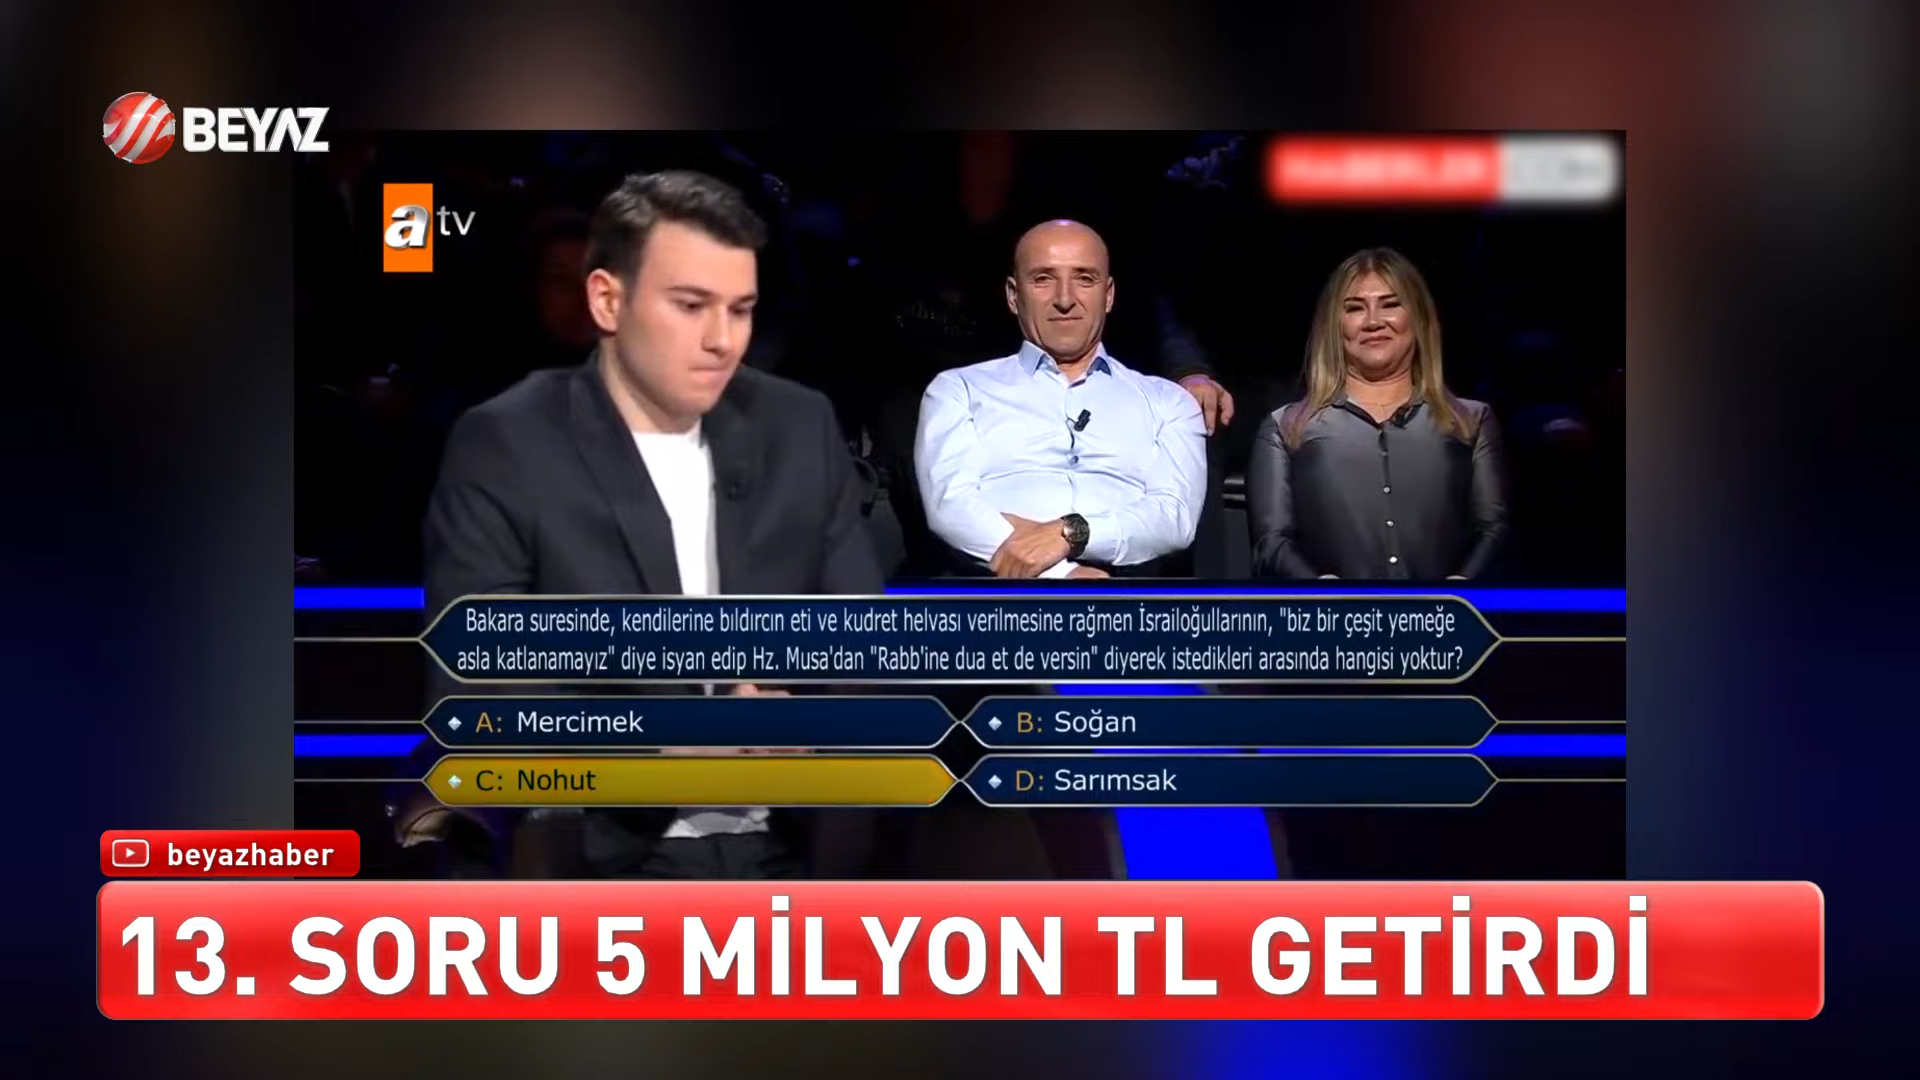 BEYAZ
atv
Bakara suresinde, kendilerine bıldırcın eti ve kudret helvası verilmesine rağmen İsrailoğullarının, "biz bir çeşit yemeğe
asla katlanamayız" diye isyan edip Hz. Musa'dan "Rabb'ine dua et de versin" diyerek istedikleri arasında hangisi yoktur?
A: Mercimek
B: Soğan
C: Nohut
D: Sarımsak
beyazhaber
13. SORU 5 MİLYON TL GETİRDİ